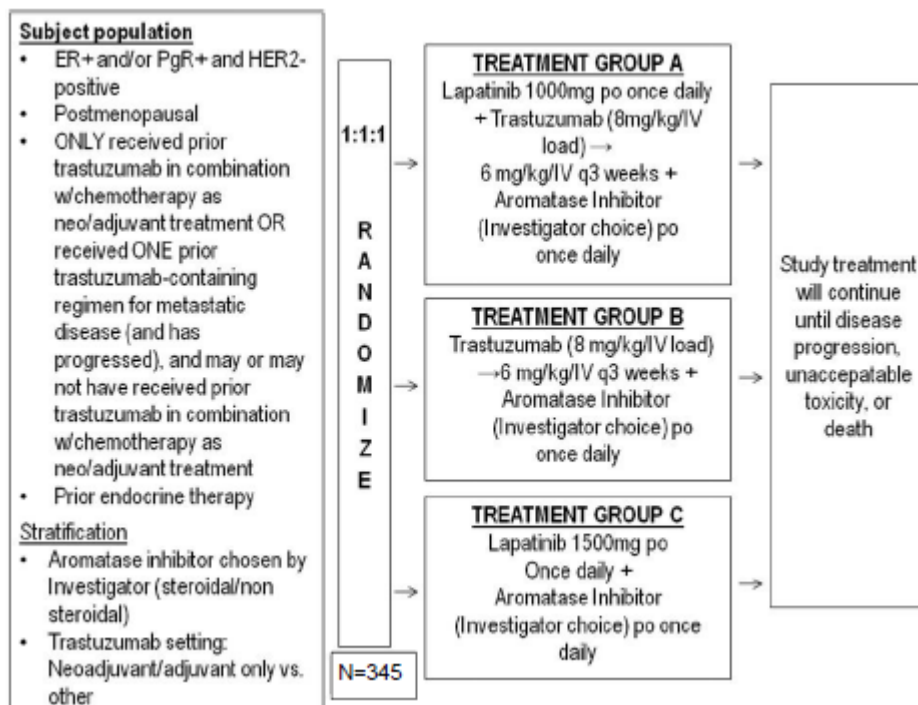 Subject population
• ER+ and/or PgR+ and HER2-
positive
• Postmenopausal
• ONLY received prior
trastuzumab in combination
w/chemotherapy as
neo/adjuvant treatment OR
received ONE prior
trastuzumab-containing
regimen for metastatic
disease (and has
progressed), and may or may
not have received prior
trastuzumab in combination
w/chemotherapy as
neo/adjuvant treatment
• Prior endocrine therapy
Stratification
• Aromatase inhibitor chosen by
Investigator (steroidal/non
steroidal)
• Trastuzumab setting:
Neoadjuvant/adjuvant only vs.
other
1:1:1
R
A
N
D
O
M
I
Z
E
N=345
TREATMENT GROUP A
Lapatinib 1000mg po once daily
+ Trastuzumab (8mg/kg/IV
load) →
6 mg/kg/IV q3 weeks +
Aromatase Inhibitor
(Investigator choice) po
once daily
TREATMENT GROUP B
Trastuzumab (8 mg/kg/IV load)
→6 mg/kg/IV q3 weeks +
Aromatase Inhibitor
(Investigator choice) po
once daily
TREATMENT GROUP C
Lapatinib 1500mg po
Once daily +
Aromatase Inhibitor
(Investigator choice) po once
daily
Study treatment
will continue
until disease
progression,
unaccepatable
toxicity, or
death